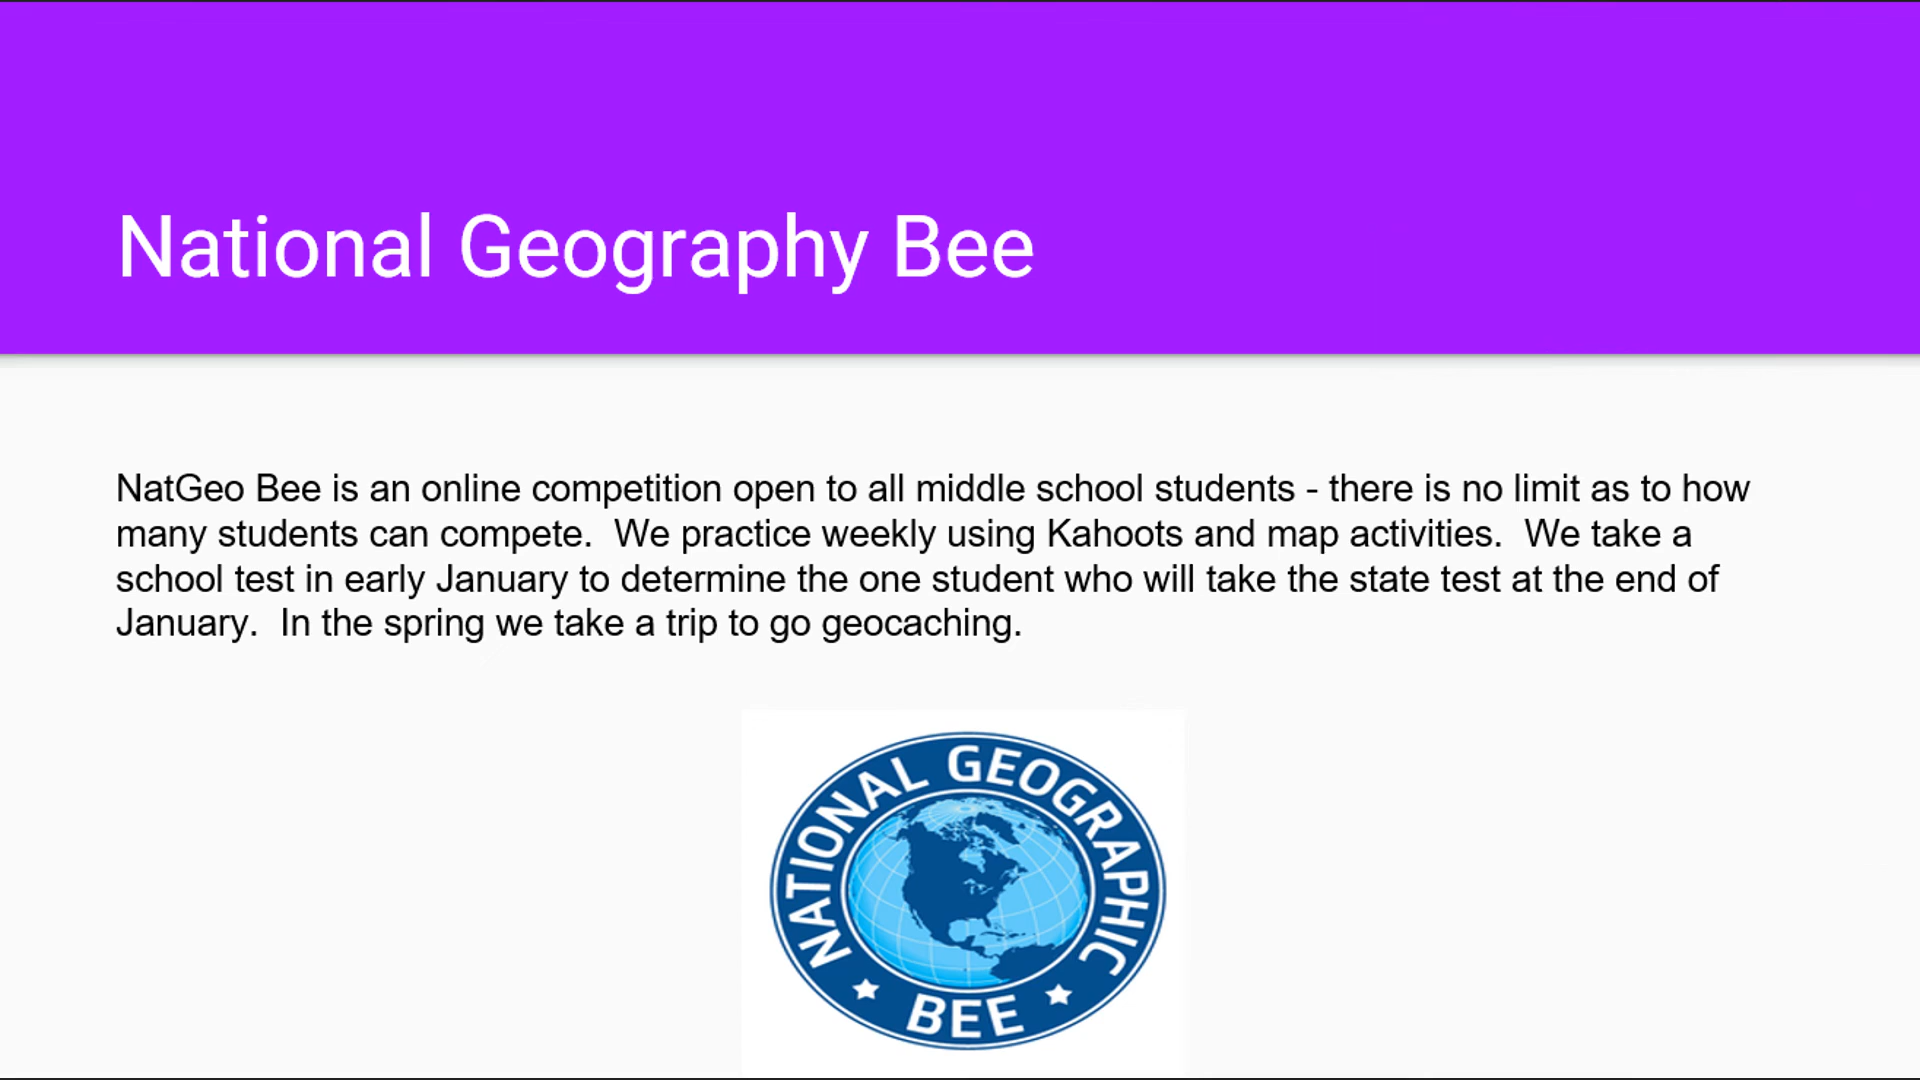 National Geography Bee
NatGeo Bee is an online competition open to all middle school students - there is no limit as to how
many students can compete.  We practice weekly using Kahoots and map activities.  We take a
school test in early January to determine the one student who will take the state test at the end of
January.  In the spring we take a trip to go geocaching.
NATIONAL GEOGRAPHIC
BEE